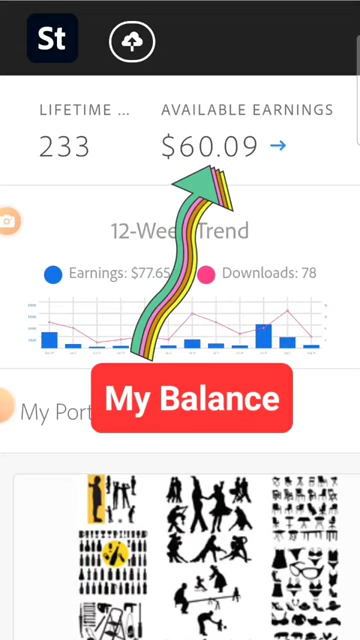 St
LIFETIME ...
AVAILABLE EARNINGS
233
$60.09
12-Week Trend
Earnings: $77.65
Downloads: 78
My Balance
My Port